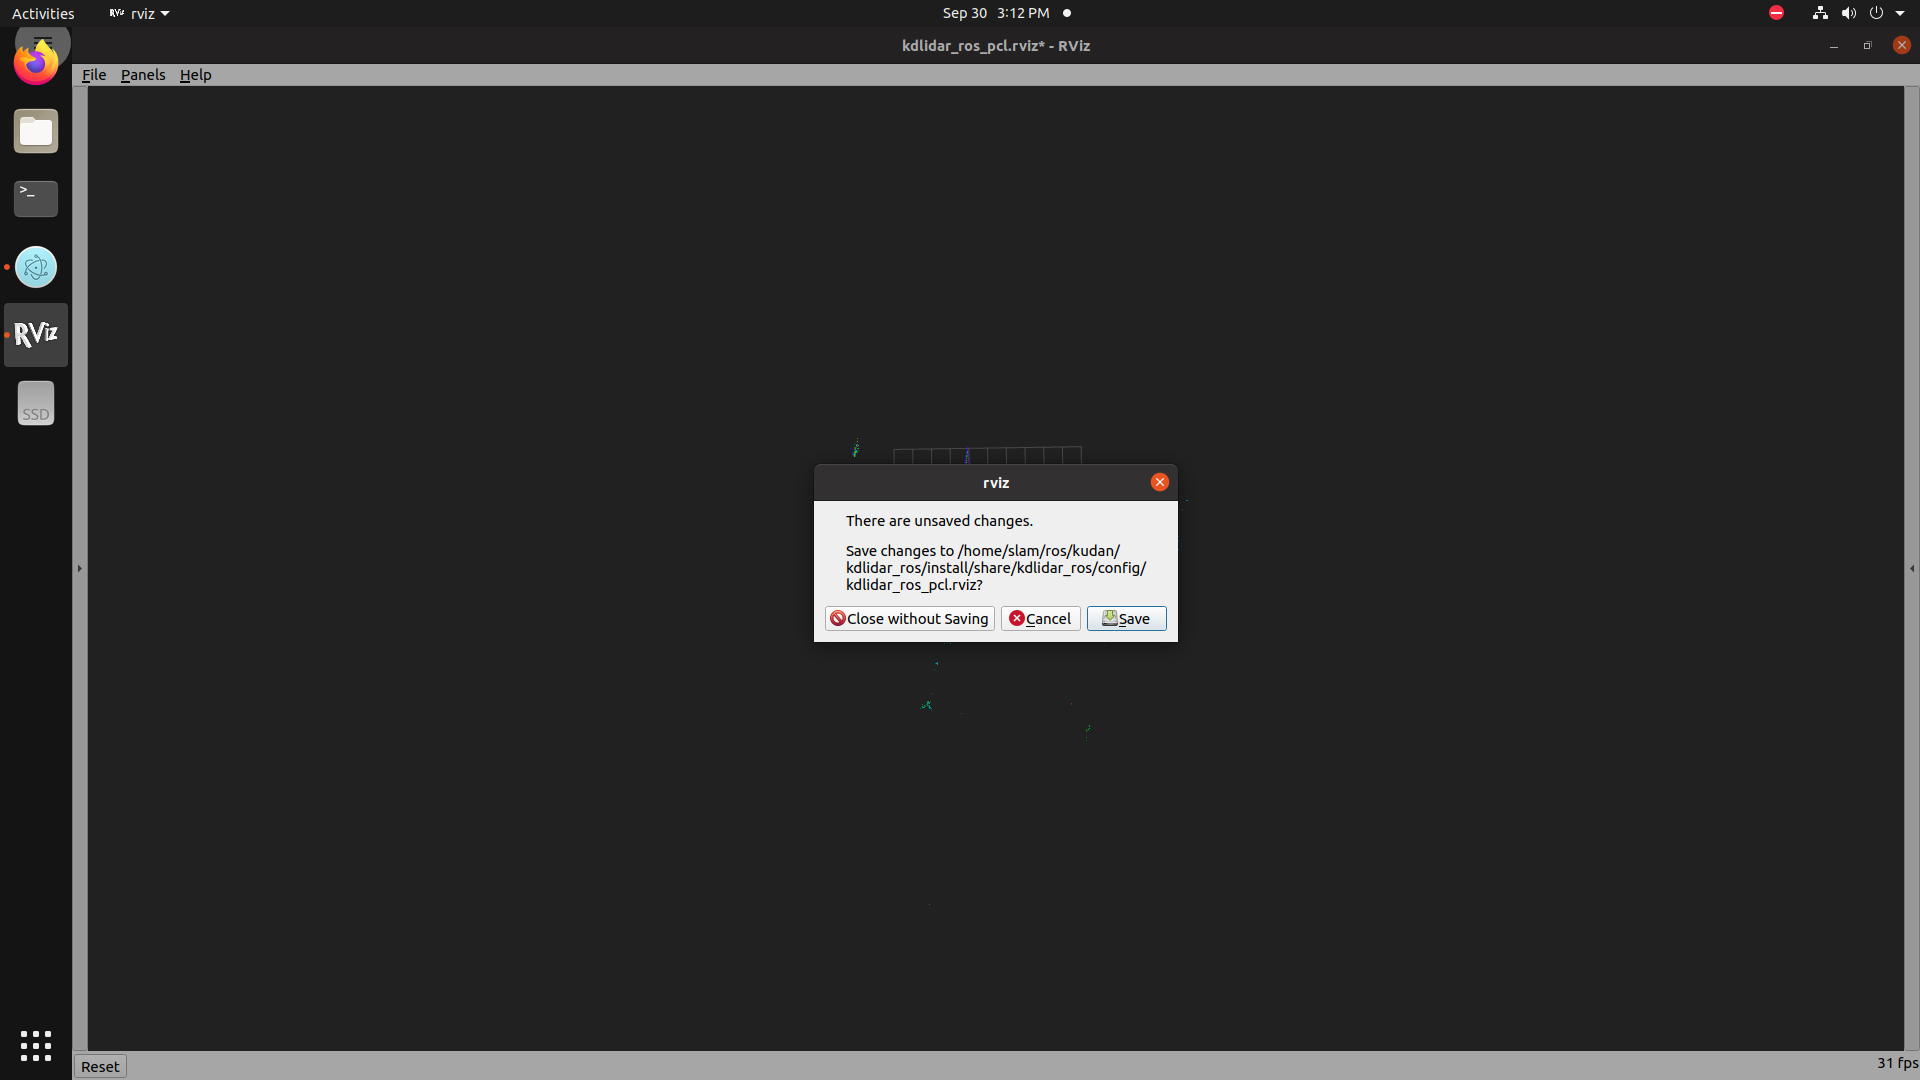 Activities
rviz
Sep 30 3:12 PM
kdlidar_ros_pcl.rviz* - RViz
File Panels Help
>_
RViz
SSD
rviz
There are unsaved changes.
Save changes to /home/slam/ros/kudan/
kdlidar_ros/install/share/kdlidar_ros/config/
kdlidar_ros_pcl.rviz?
Close without Saving
Cancel
Save
Reset
31 fps